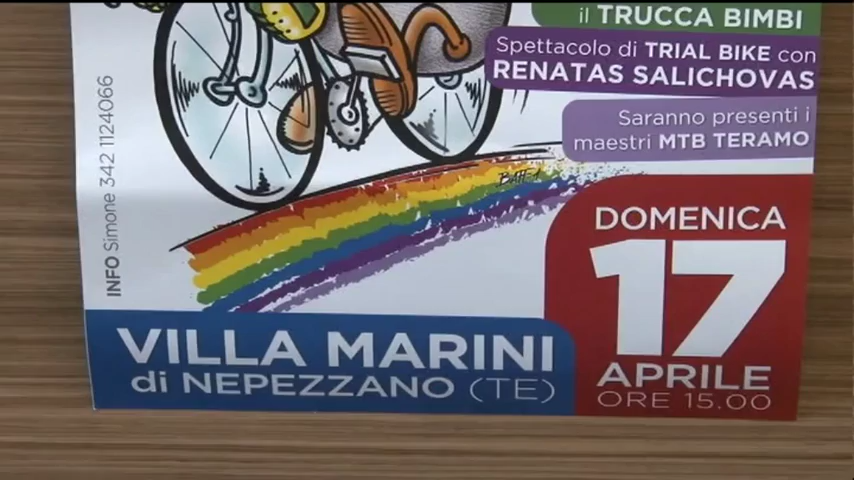 il TRUCCA BIMBI
Spettacolo di TRIAL BIKE con
RENATAS SALICHOVAS
Saranno presenti i
maestri MTB TERAMO
INFO Simone 342 1124066
DOMENICA
17
APRILE
ORE 15.00
VILLA MARINI
di NEPEZZANO (TE)